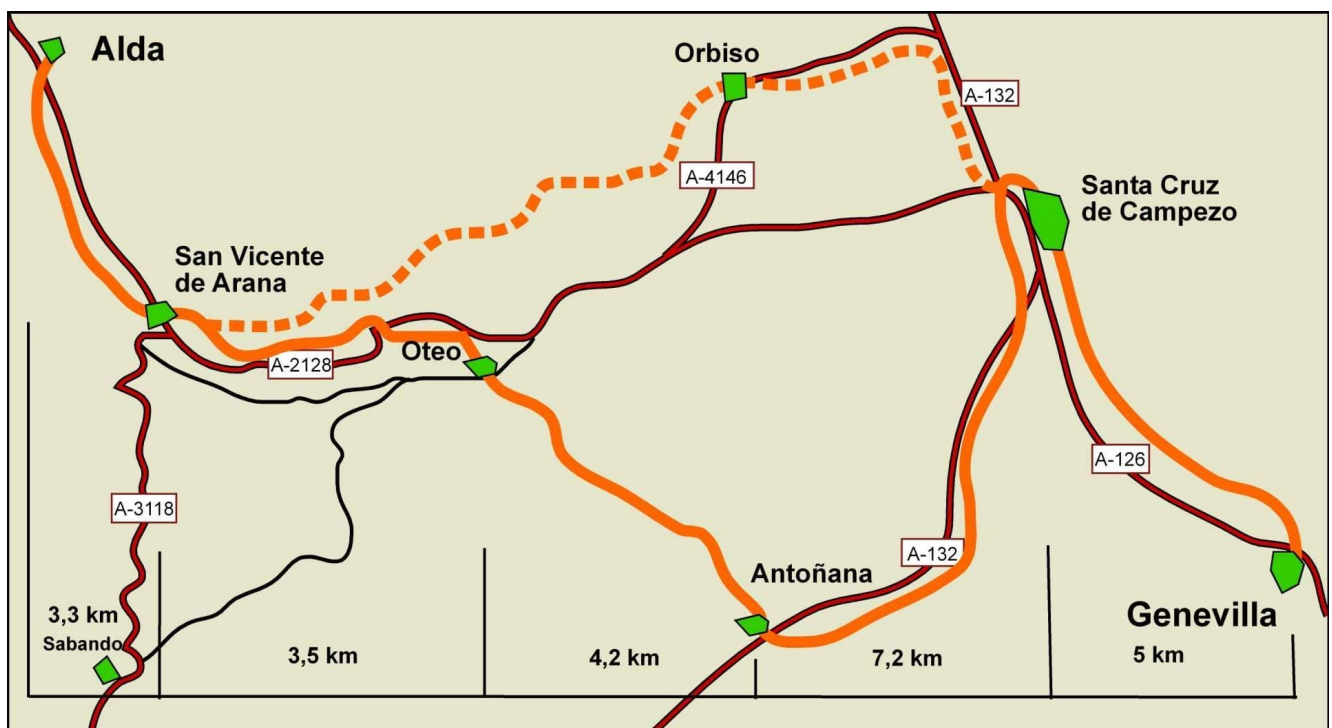 Alda
Orbiso
A-132
A-4146
Santa Cruz
de Campezo
San Vicente
de Arana
Oteo
A-2128
A-126
A-3118
A-132
Antoñana
3,3 km
Sabando
Genevilla
3,5 km
4,2 km
7,2 km
5 km